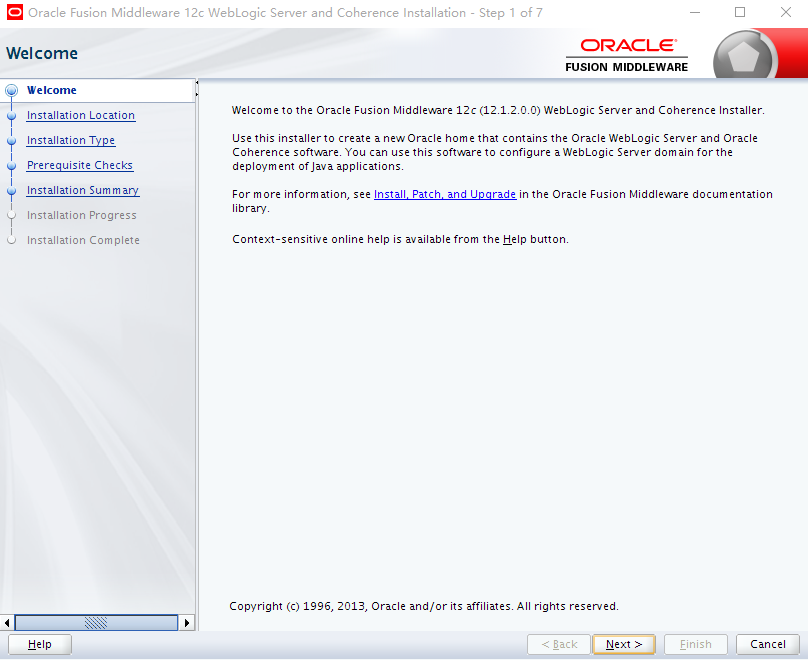 Oracle Fusion Middleware 12c WebLogic Server and Coherence Installation - Step 1 of 7
Welcome
ORACLE
FUSION MIDDLEWARE
Welcome
Installation Location
Installation Type
Prerequisite Checks
Installation Summary
Installation Progress
Installation Complete
Welcome to the Oracle Fusion Middleware 12c (12.1.2.0.0) WebLogic Server and Coherence Installer.
Use this installer to create a new Oracle home that contains the Oracle WebLogic Server and Oracle
Coherence software. You can use this software to configure a WebLogic Server domain for the
deployment of Java applications.
For more information, see Install, Patch, and Upgrade in the Oracle Fusion Middleware documentation
library.
Context-sensitive online help is available from the Help button.
Copyright (c) 1996, 2013, Oracle and/or its affiliates. All rights reserved.
Help
< Back
Next >
Finish
Cancel